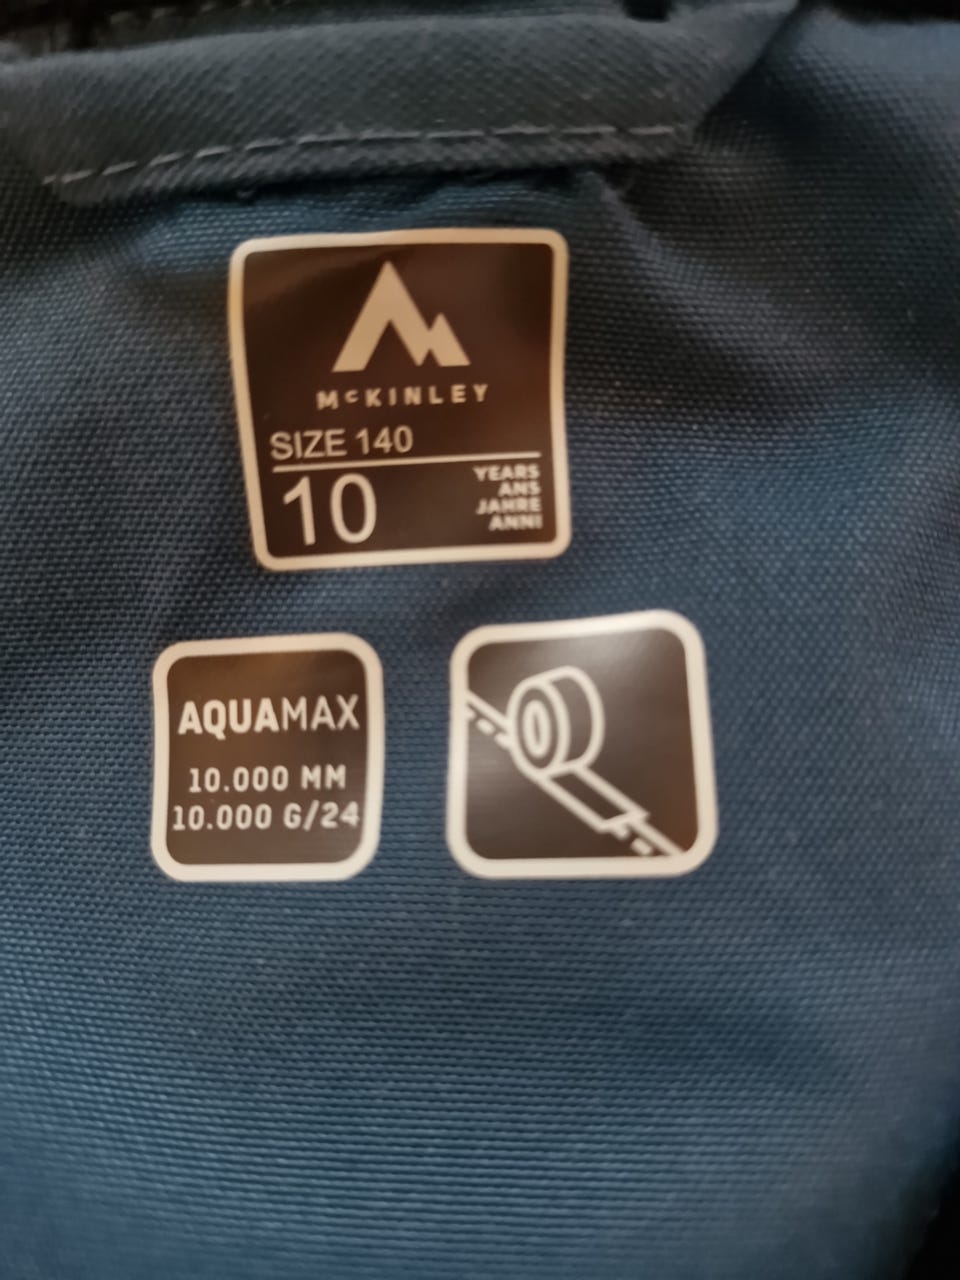 McKINLEY
SIZE 140
10
YEARS
ANS
JAHRE
ANNI
AQUAMAX
10.000 MM
10.000 G/24